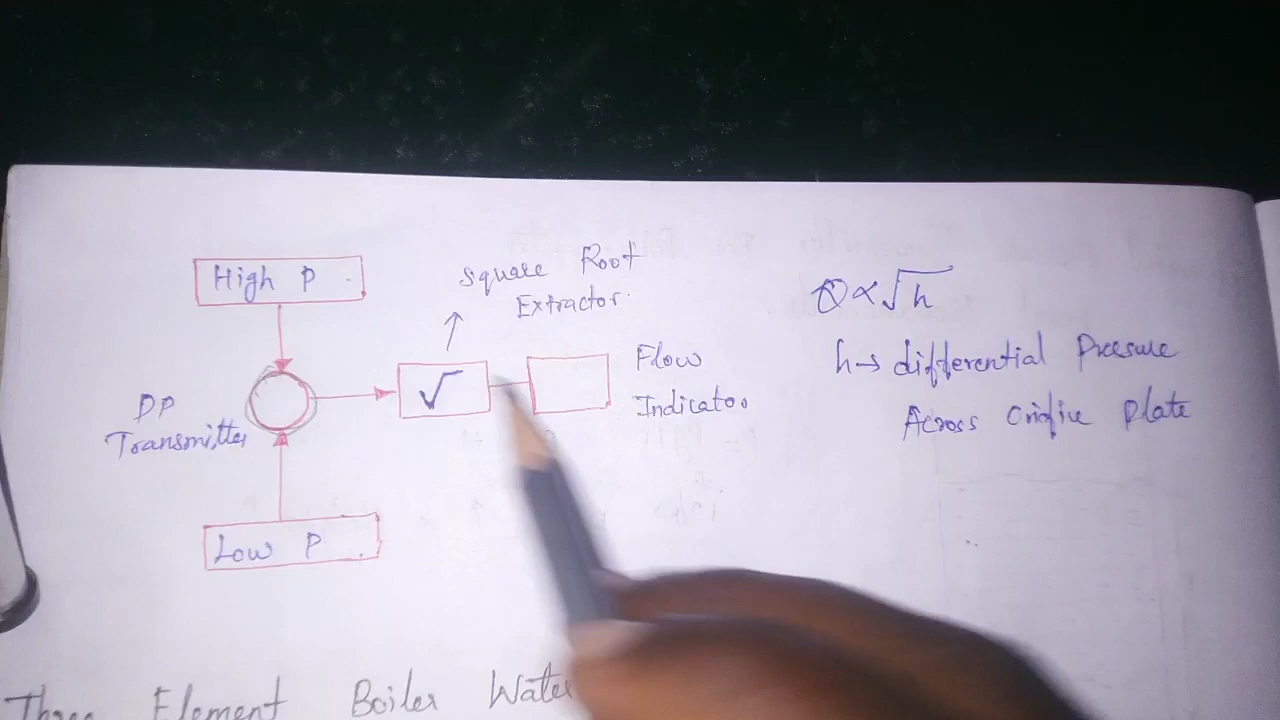 High P
Square Root
Extractor.
√
DP
Transmitter
Flow
Indicator
Low P
Q ∝ √h
h→ differential Pressure
Across Orifice Plate
Three Element Boiler Water